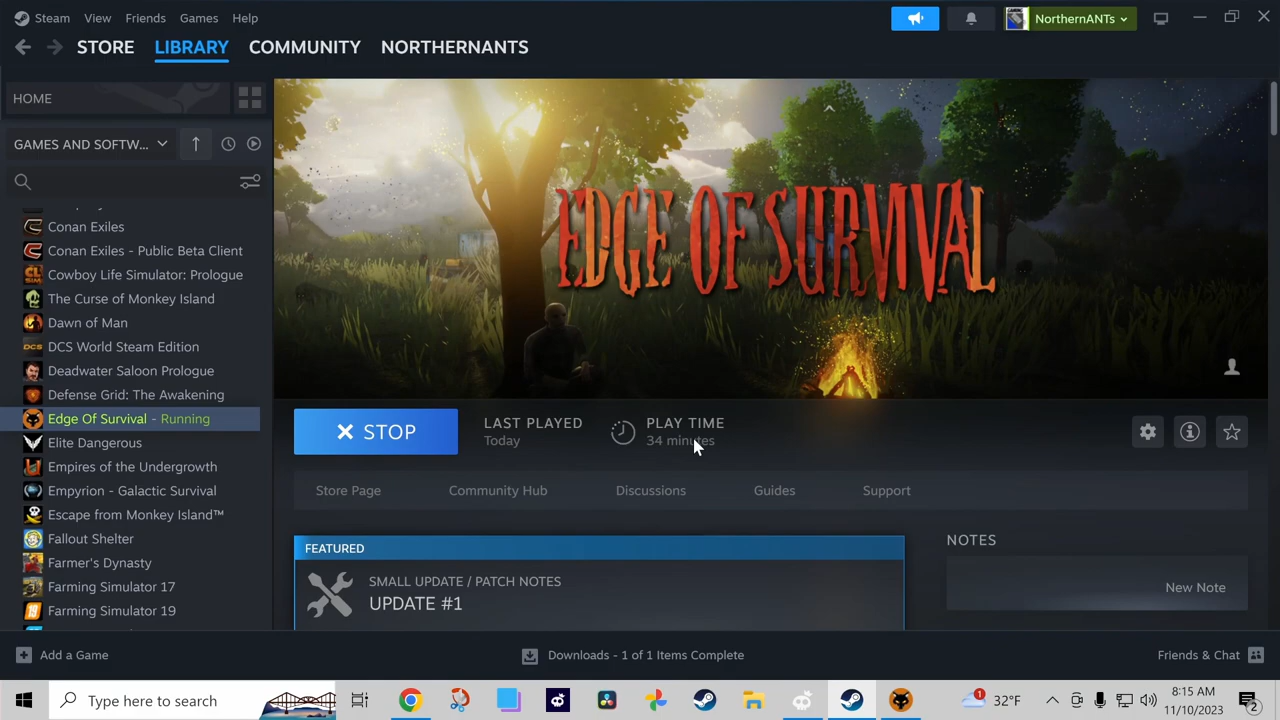 Steam View Friends Games Help
NorthernANTs
STORE LIBRARY COMMUNITY NORTHERNANTS
HOME
GAMES AND SOFTW...
Conan Exiles
Conan Exiles - Public Beta Client
Cowboy Life Simulator: Prologue
The Curse of Monkey Island
Dawn of Man
DCS World Steam Edition
Deadwater Saloon Prologue
Defense Grid: The Awakening
Edge Of Survival - Running
Elite Dangerous
Empires of the Undergrowth
Empyrion - Galactic Survival
Escape from Monkey Island™
Fallout Shelter
Farmer's Dynasty
Farming Simulator 17
Farming Simulator 19
EDGE OF SURVIVAL
STOP
LAST PLAYED
Today
PLAY TIME
34 minutes
Store Page Community Hub Discussions Guides Support
FEATURED
SMALL UPDATE / PATCH NOTES
UPDATE #1
NOTES
New Note
Add a Game
Downloads - 1 of 1 Items Complete
Friends & Chat
Type here to search
1
32°F
8:15 AM
11/10/2023
2